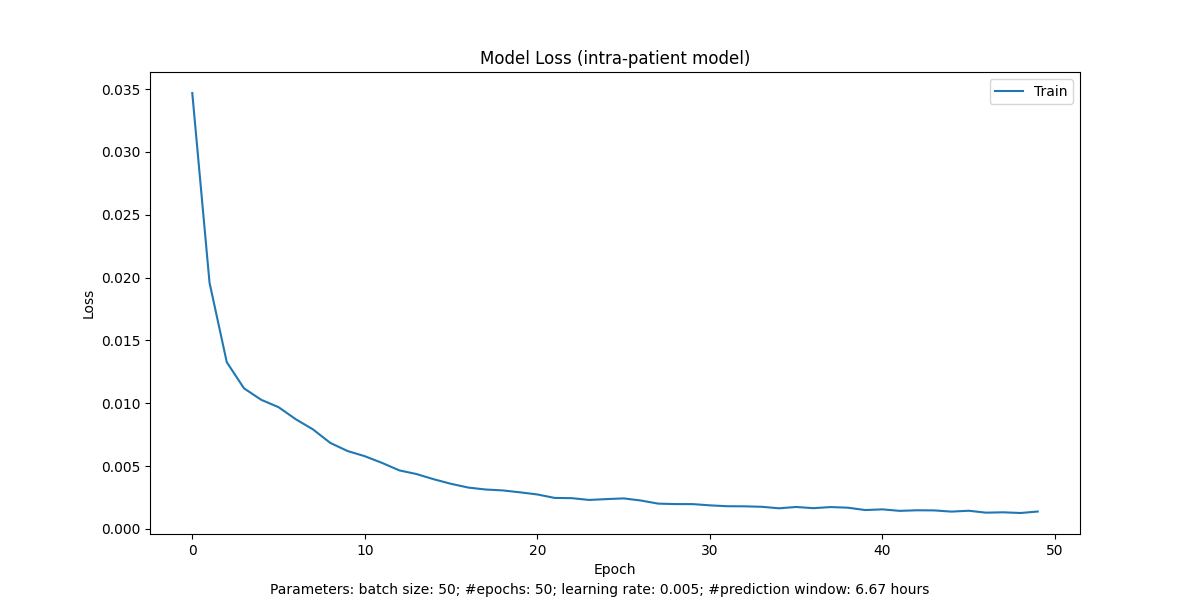 Model Loss (intra-patient model)
Train
0.035
0.030
0.025
0.020
0.015
0.010
0.005
0.000
Loss
0 10 20 30 40 50
Epoch
Parameters: batch size: 50; #epochs: 50; learning rate: 0.005; #prediction window: 6.67 hours